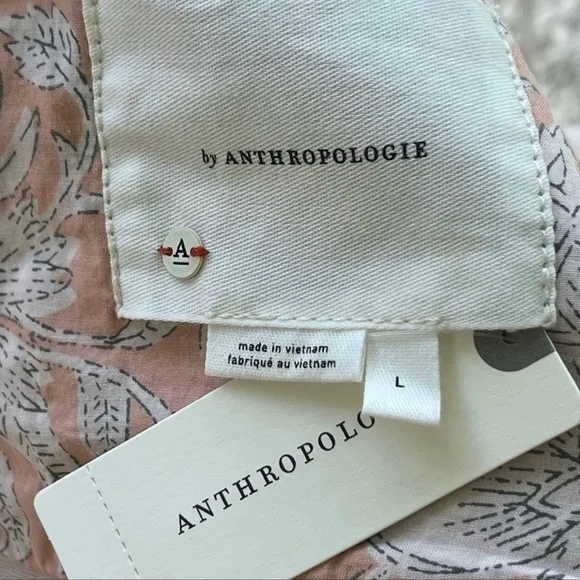 by ANTHROPOLOGIE
A
made in vietnam
fabriqué au vietnam
L
ANTHROPOLO